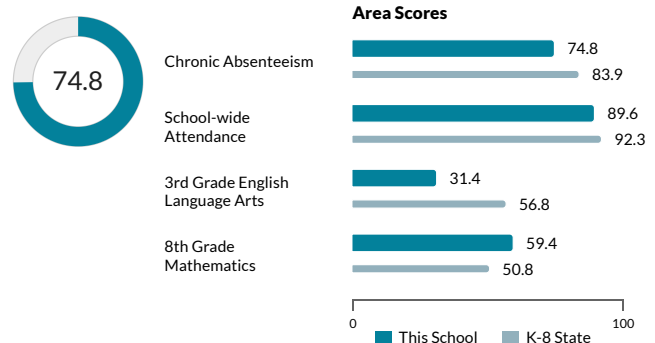 Area Scores
74.8
Chronic Absenteeism
74.8
83.9
School-wide
Attendance
89.6
92.3
3rd Grade English
Language Arts
31.4
56.8
8th Grade
Mathematics
59.4
50.8
0
100
This School
K-8 State